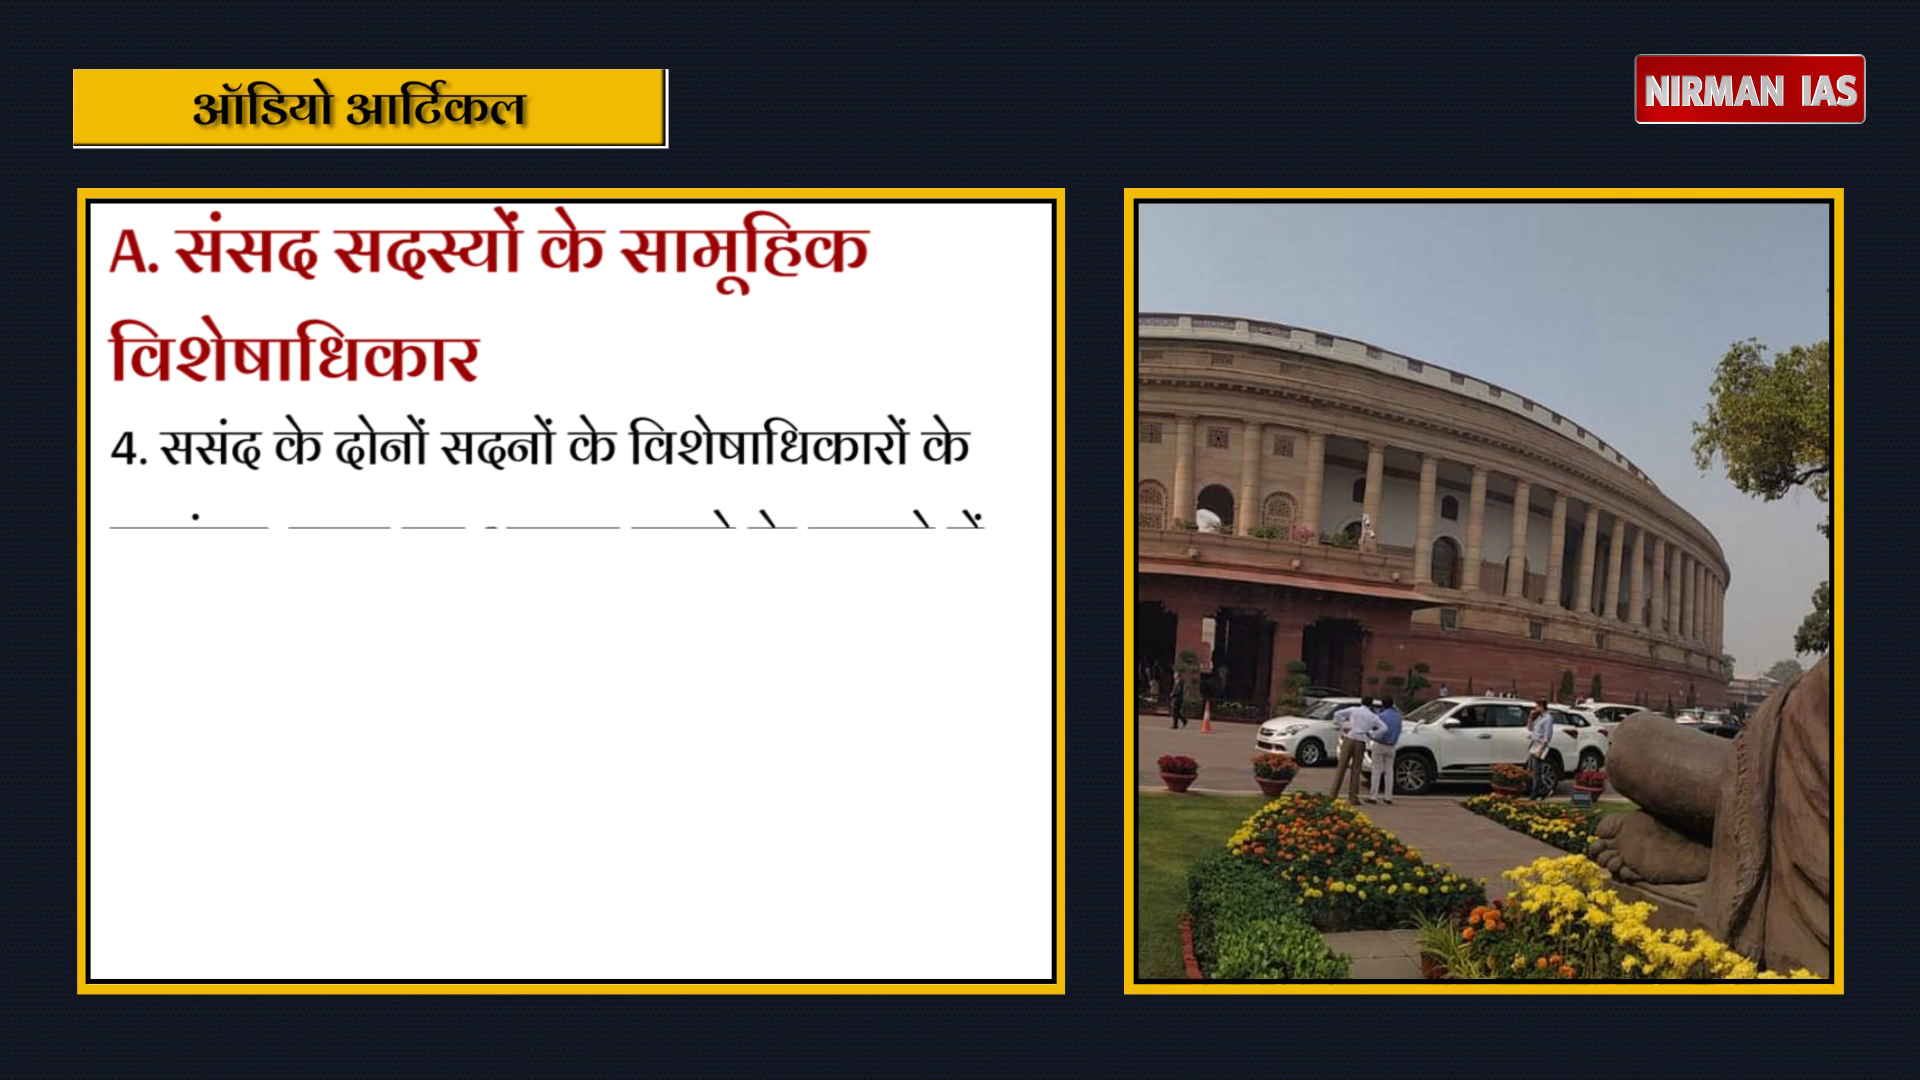 ऑडियो आर्टिकल
NIRMAN IAS
A. संसद सदस्यों के सामूहिक
विशेषाधिकार
4. ससंद के दोनों सदनों के विशेषाधिकारों के